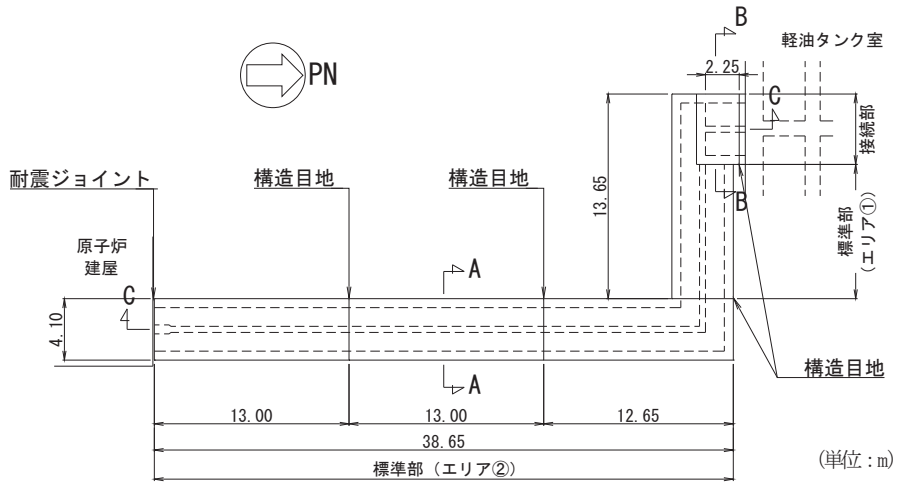 B
軽油タンク室
PN
2.25
C
接続部
耐震ジョイント
構造目地
構造目地
13.65
B
標準部
(エリア①)
原子炉
建屋
A
C
4.10
構造目地
A
13.00
13.00
12.65
38.65
(単位:m)
標準部(エリア②)